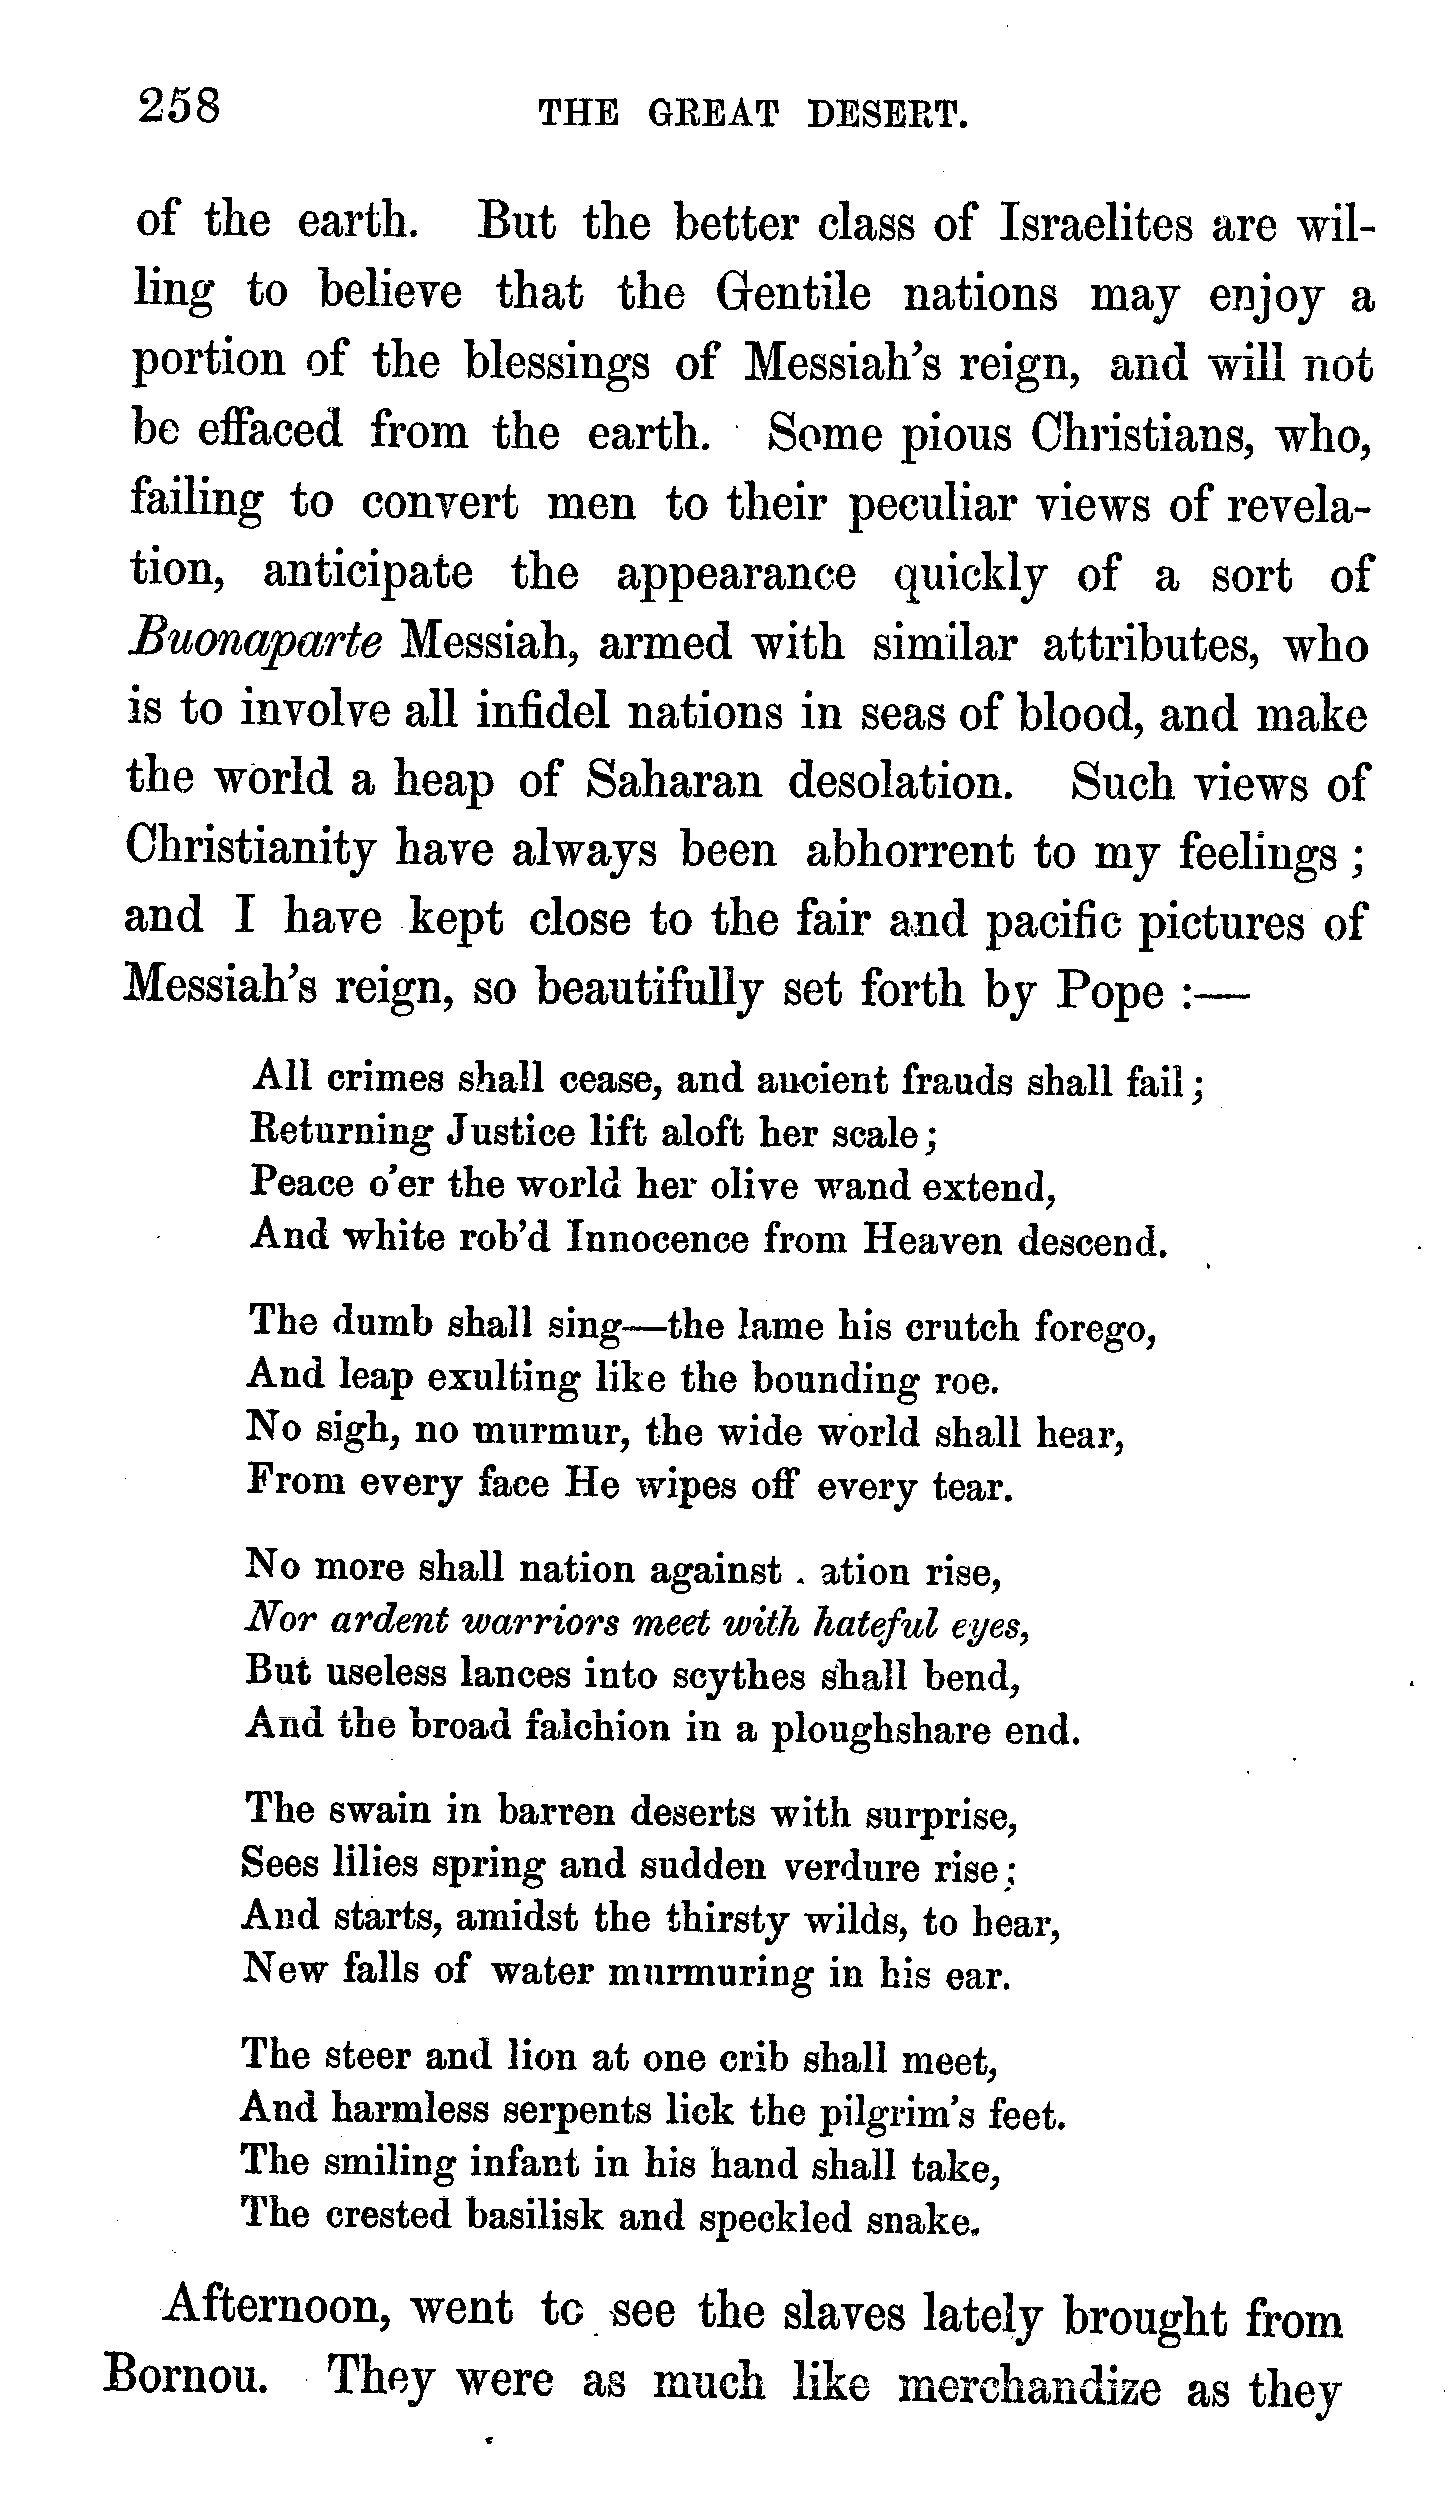 258 THE GREAT DESERT.
of the earth. But the better class of Israelites are wil-
ling to believe that the Gentile nations may enjoy a
portion of the blessings of Messiah's reign, and will not
be effaced from the earth. Some pious Christians, who,
failing to convert men to their peculiar views of revela-
tion, anticipate the appearance quickly of a sort of
Buonaparte Messiah, armed with similar attributes, who
is to involve all infidel nations in seas of blood, and make
the world a heap of Saharan desolation. Such views of
Christianity have always been abhorrent to my feelings ;
and I have kept close to the fair and pacific pictures of
Messiah's reign, so beautifully set forth by Pope :—
All crimes shall cease, and ancient frauds shall fail ;
Returning Justice lift aloft her scale ;
Peace o'er the world her olive wand extend,
And white rob'd Innocence from Heaven descend.
The dumb shall sing—the lame his crutch forego,
And leap exulting like the bounding roe.
No sigh, no murmur, the wide world shall hear,
From every face He wipes off every tear.
No more shall nation against . ation rise,
Nor ardent warriors meet with hateful eyes,
But useless lances into scythes shall bend,
And the broad falchion in a ploughshare end.
The swain in barren deserts with surprise,
Sees lilies spring and sudden verdure rise ;
And starts, amidst the thirsty wilds, to hear,
New falls of water murmuring in his ear.
The steer and lion at one crib shall meet,
And harmless serpents lick the pilgrim's feet.
The smiling infant in his hand shall take,
The crested basilisk and speckled snake.
Afternoon, went to see the slaves lately brought from
Bornou. They were as much like merchandize as they